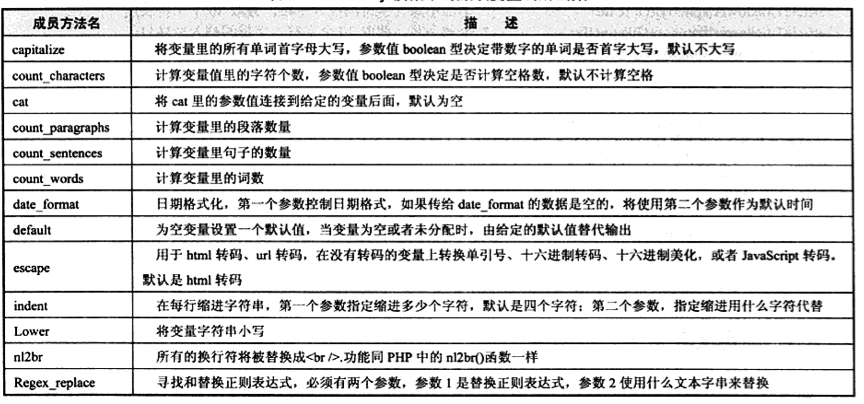 成员方法名 描 述
capitalize 将变量里的所有单词首字母大写，参数值 boolean 型决定带数字的单词是否首字大写，默认不大写
count_characters 计算变量值里的字符个数，参数值 boolean 型决定是否计算空格数，默认不计算空格
cat 将 cat 里的参数值连接到给定的变量后面，默认为空
count_paragraphs 计算变量里的段落数量
count_sentences 计算变量里句子的数量
count_words 计算变量里的词数
date_format 日期格式化，第一个参数控制日期格式，如果传给 date_format 的数据是空的，将使用第二个参数作为默认时间
default 为空变量设置一个默认值，当变量为空或者未分配时，由给定的默认值替代输出
escape 用于 html 转码、url 转码，在没有转码的变量上转换单引号、十六进制转码、十六进制美化，或者 JavaScript 转码。
默认是 html 转码
indent 在每行缩进字符串，第一个参数指定缩进多少个字符，默认是四个字符；第二个参数，指定缩进用什么字符代替
Lower 将变量字符串小写
nl2br 所有的换行符将被替换成<br />.功能同 PHP 中的 nl2br()函数一样
Regex_replace 寻找和替换正则表达式，必须有两个参数，参数 1 是替换正则表达式，参数 2 使用什么文本字串来替换